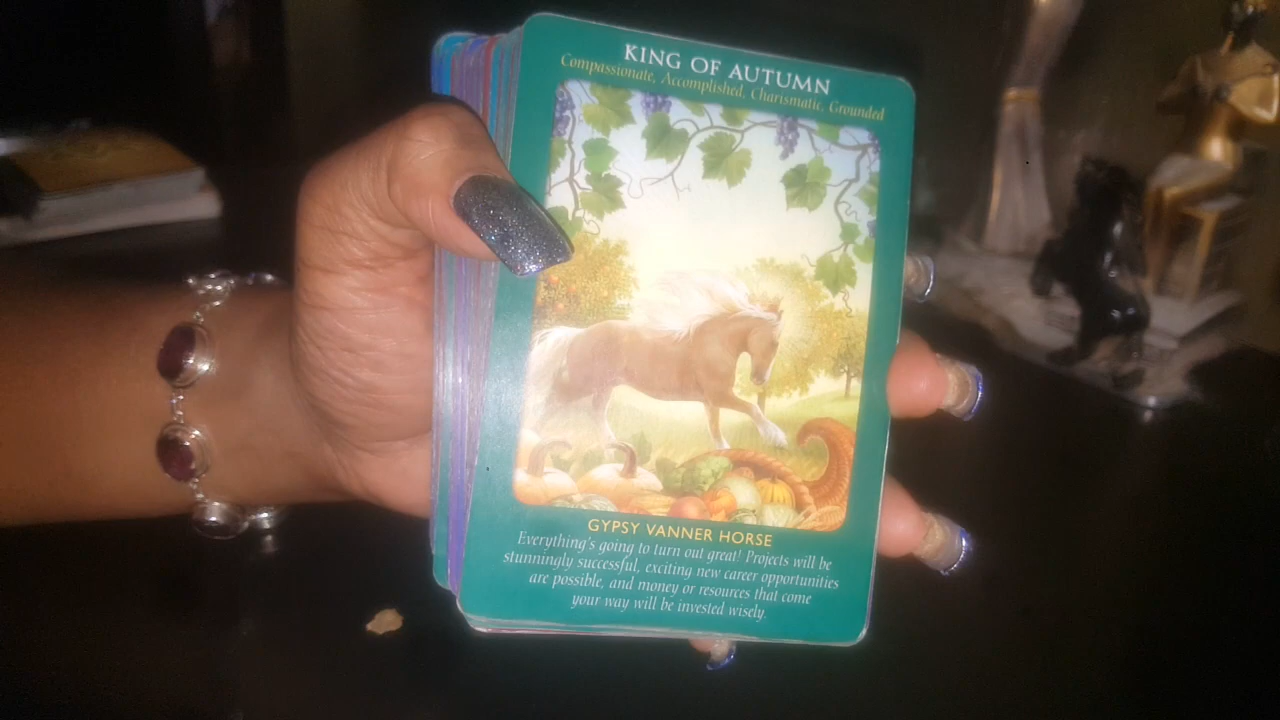 KING OF AUTUMN
Compassionate, Accomplished, Charismatic, Grounded
GYPSY VANNER HORSE
Everything's going to turn out great! Projects will be
stunningly successful, exciting new career opportunities
are possible, and money or resources that come
your way will be invested wisely.